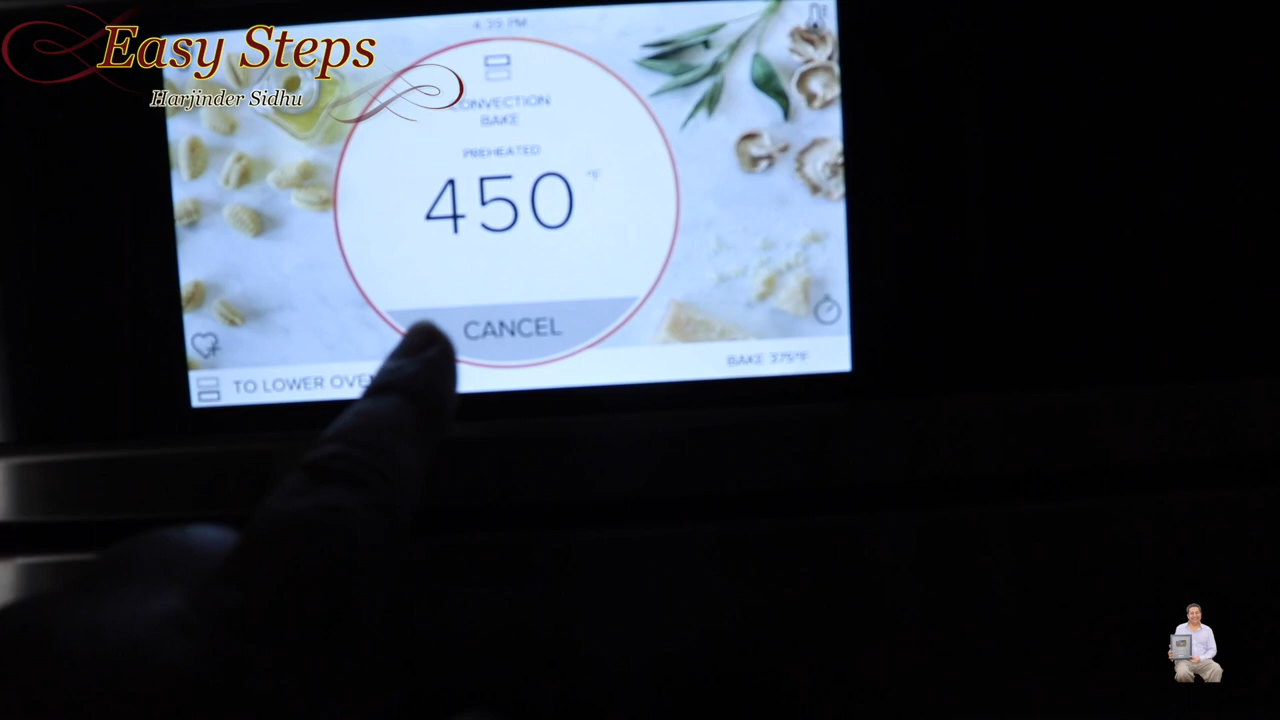 Easy Steps
Harjinder Sidhu
4:39 PM
CONVECTION
BAKE
PREHEATED
450 °F
CANCEL
TO LOWER OVEN
BAKE 375°F